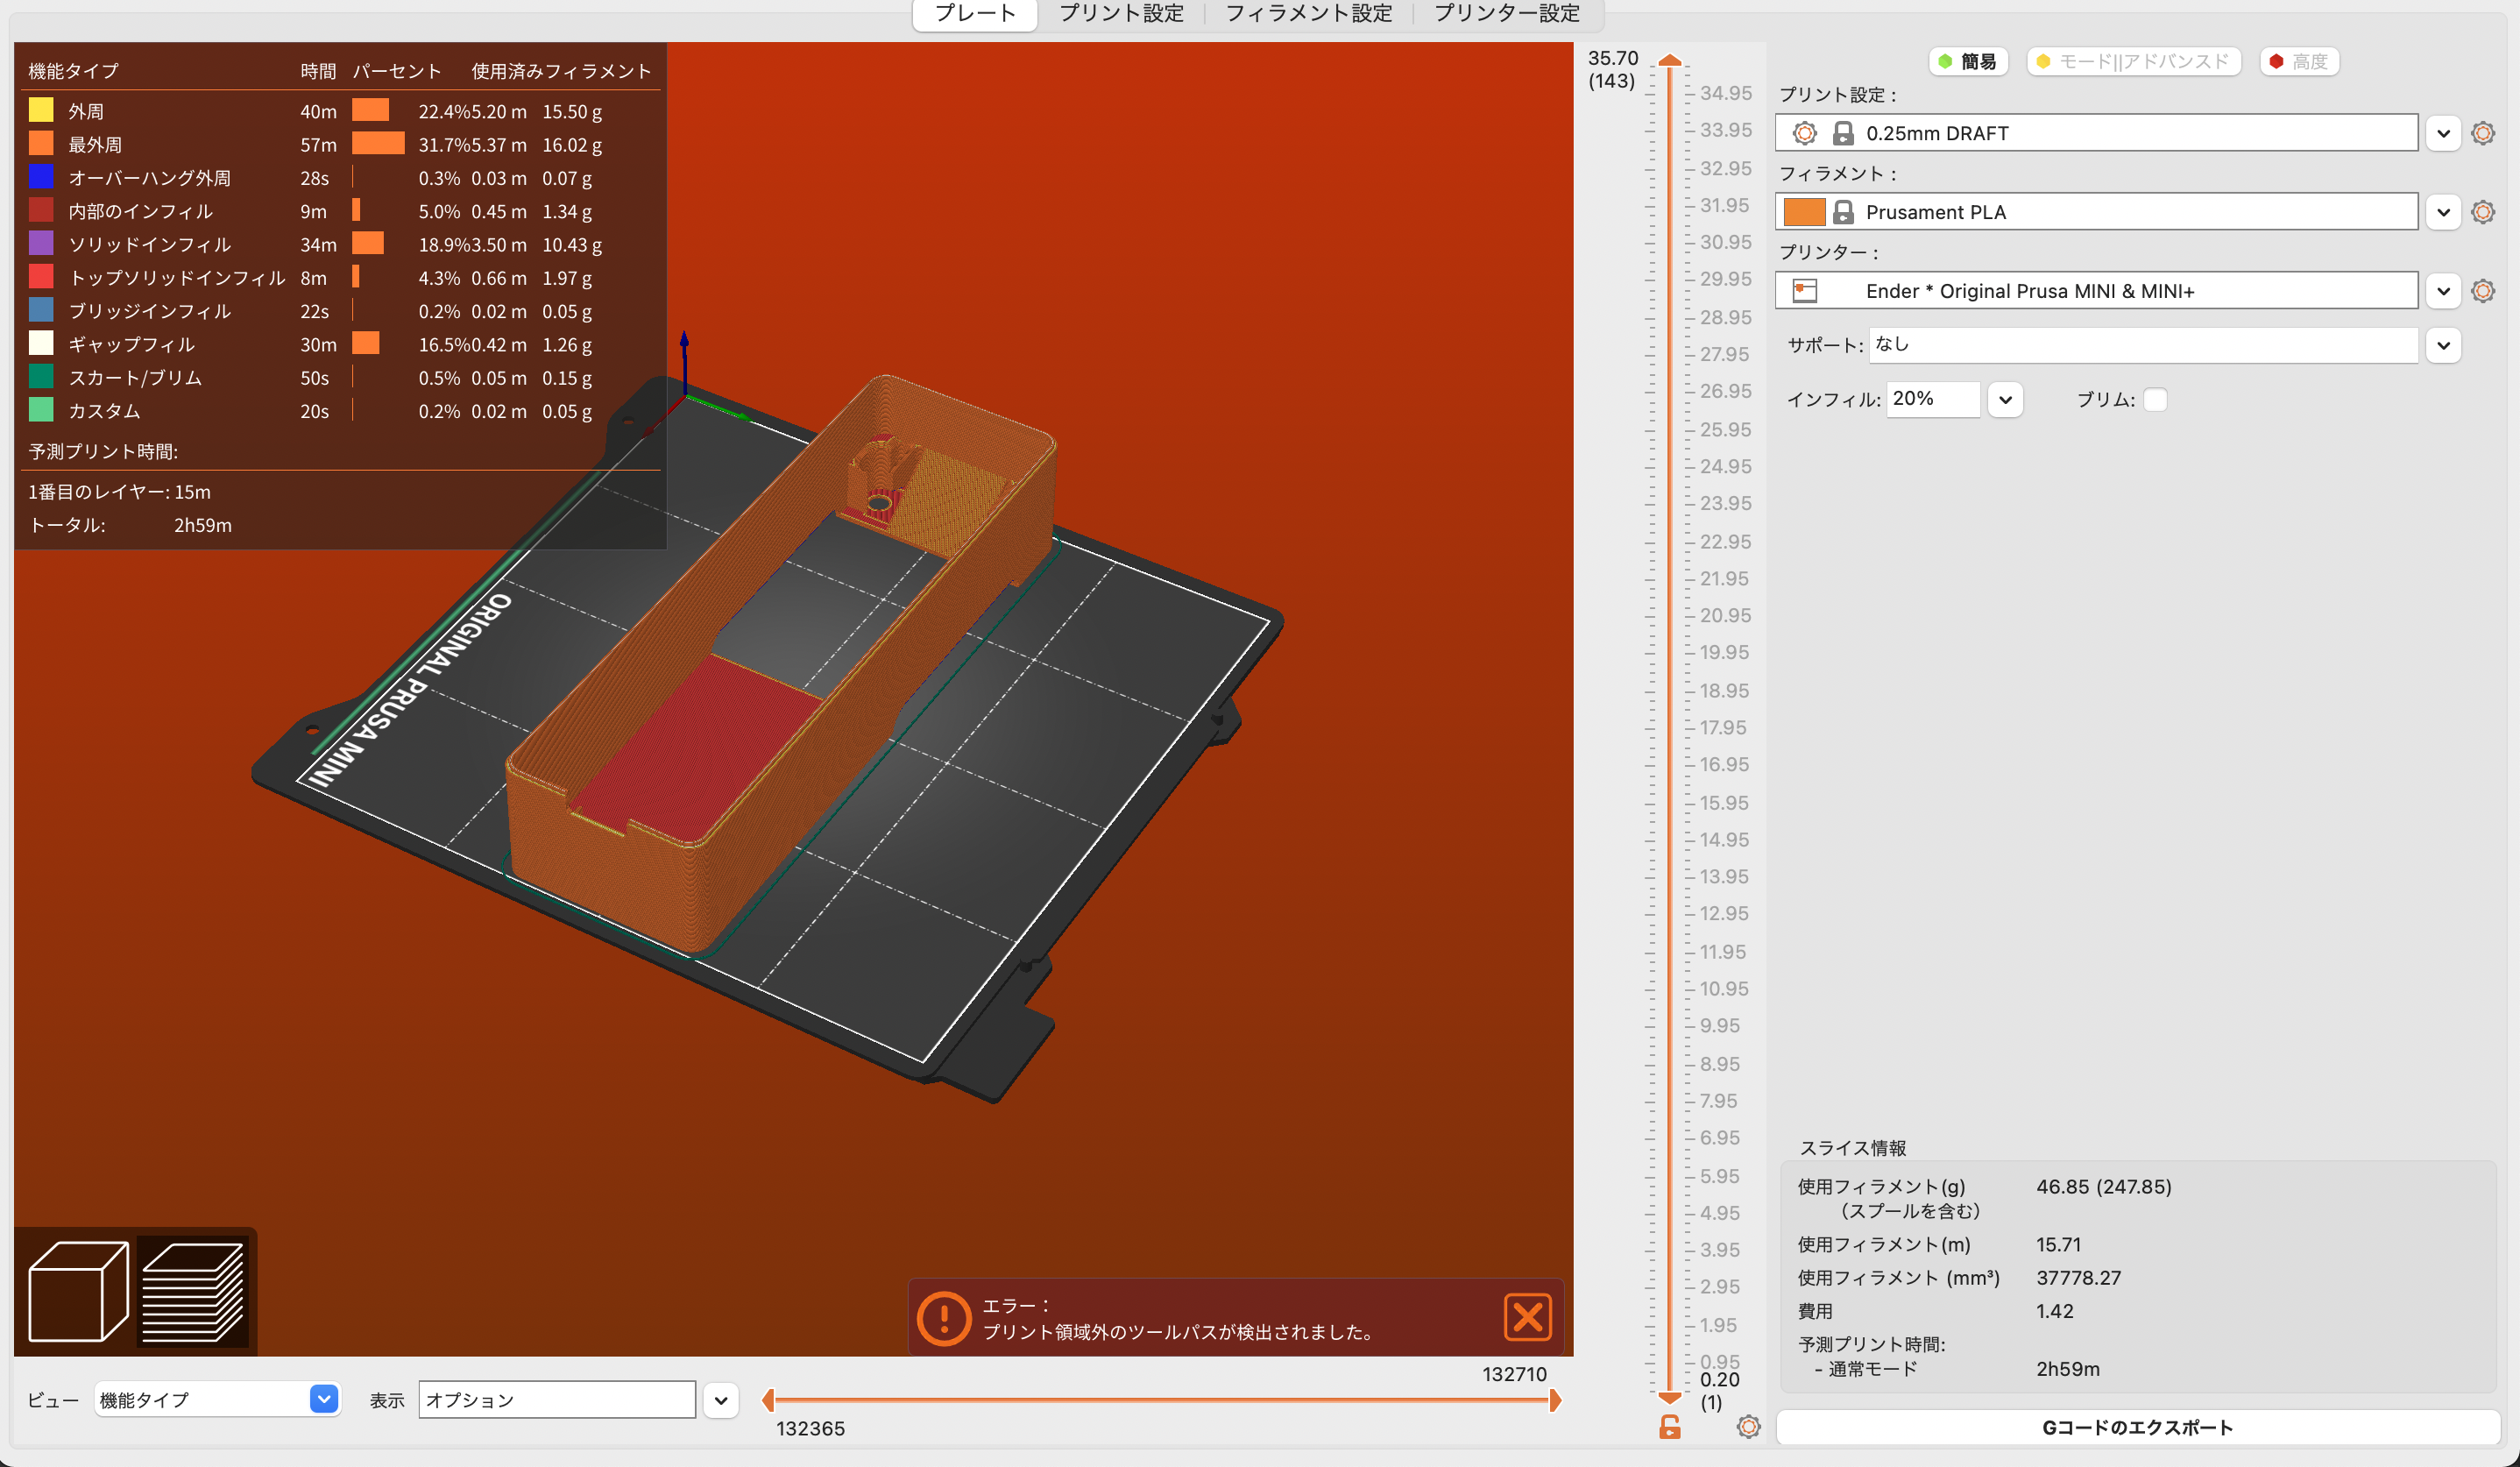 プレート
プリント設定
フィラメント設定
プリンター設定
機能タイプ 時間 パーセント 使用済みフィラメント
外周 40m 22.4% 5.20 m 15.50 g
最外周 57m 31.7% 5.37 m 16.02 g
オーバーハング外周 28s 0.3% 0.03 m 0.07 g
内部のインフィル 9m 5.0% 0.45 m 1.34 g
ソリッドインフィル 34m 18.9% 3.50 m 10.43 g
トップソリッドインフィル 8m 4.3% 0.66 m 1.97 g
ブリッジインフィル 22s 0.2% 0.02 m 0.05 g
ギャップフィル 30m 16.5% 0.42 m 1.26 g
スカート/ブリム 50s 0.5% 0.05 m 0.15 g
カスタム 20s 0.2% 0.02 m 0.05 g
予測プリント時間:
1番目のレイヤー: 15m
トータル: 2h59m
ORIGINAL PRUSA MINI
エラー：
プリント領域外のツールパスが検出されました。
ビュー 機能タイプ
表示 オプション
132710
132365
35.70
(143)
34.95
33.95
32.95
31.95
30.95
29.95
28.95
27.95
26.95
25.95
24.95
23.95
22.95
21.95
20.95
19.95
18.95
17.95
16.95
15.95
14.95
13.95
12.95
11.95
10.95
9.95
8.95
7.95
6.95
5.95
4.95
3.95
2.95
1.95
0.95
0.20
(1)
簡易
モード||アドバンスド
高度
プリント設定：
0.25mm DRAFT
フィラメント：
Prusament PLA
プリンター：
Ender * Original Prusa MINI & MINI+
サポート: なし
インフィル: 20% ブリム:
スライス情報
使用フィラメント(g) 46.85 (247.85)
（スプールを含む）
使用フィラメント(m) 15.71
使用フィラメント (mm³) 37778.27
費用 1.42
予測プリント時間:
- 通常モード 2h59m
Gコードのエクスポート